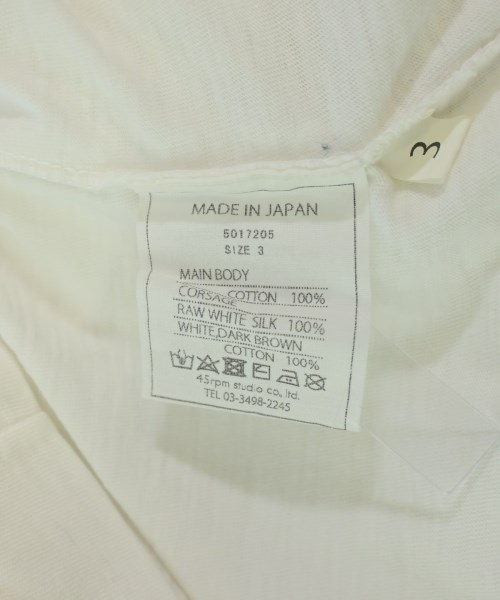 3
MADE IN JAPAN
5017205
SIZE 3
MAIN BODY
COTTON 100%
CORSAGE
RAW WHITE SILK 100%
WHITE,DARK BROWN
COTTON 100%
45rpm studio co., ltd.
TEL 03-3498-2245